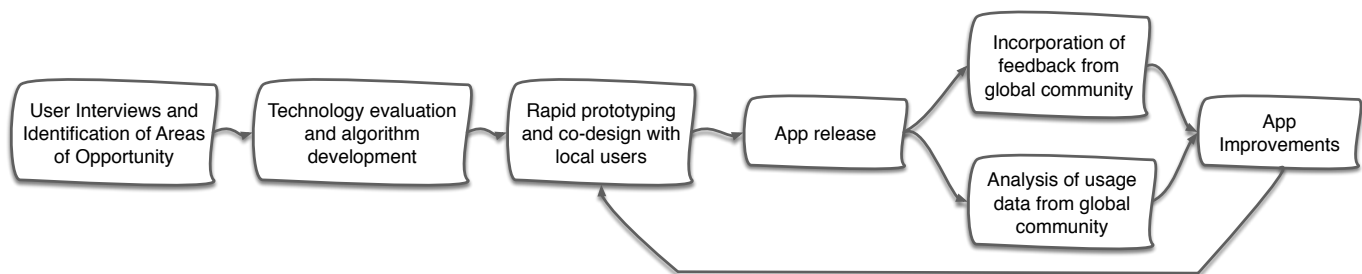 User Interviews and
Identification of Areas
of Opportunity
Technology evaluation
and algorithm
development
Rapid prototyping
and co-design with
local users
App release
Incorporation of
feedback from
global community
Analysis of usage
data from global
community
App
Improvements